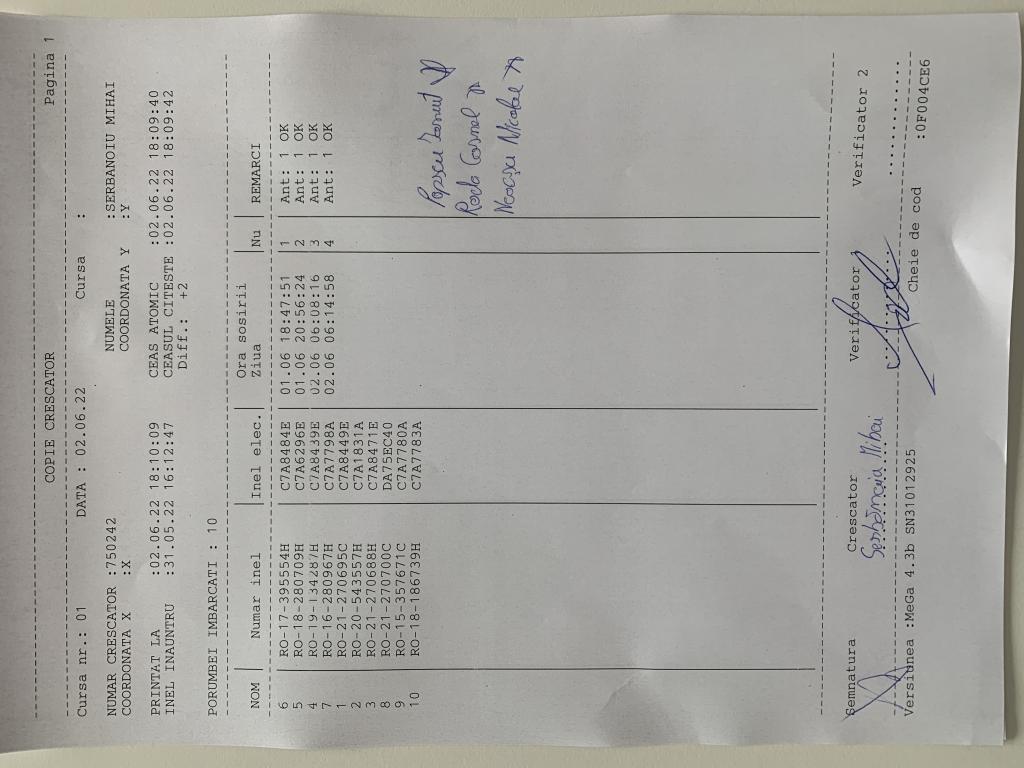 COPIE CRESCATOR
Pagina 1
Cursa nr.: 01 DATA : 02.06.22 Cursa :
NUMAR CRESCATOR :750242 NUMELE :SERBANOIU MIHAI
COORDONATA X :X COORDONATA Y :Y
PRINTAT LA :02.06.22 18:10:09 CEAS ATOMIC :02.06.22 18:09:40
INEL INAUNTRU :31.05.22 16:12:47 CEASUL CITITESTE :02.06.22 18:09:42
Diff.: +2
PORUMBEI IMBARCATI : 10
Ora sosirii
NOM | Numar inel | Inel elec.| Ziua | Nu | REMARCI
6 RO-17-395554H C7A8484E 01.06 18:47:51 1 Ant: 1 OK
5 RO-18-280709H C7A6296E 01.06 20:56:24 2 Ant: 1 OK
4 RO-19-134287H C7A8439E 02.06 06:08:16 3 Ant: 1 OK
7 RO-16-280967H C7A7798A 02.06 06:14:58 4 Ant: 1 OK
1 RO-21-270695C C7A8449E
2 RO-20-543557H C7A1831A
3 RO-21-270688H C7A8471E
8 RO-21-270700C DA75EC40
9 RO-15-357671C C7A7780A
10 RO-18-186739H C7A7783A
Popescu Ionut
Radu Cornel
Neacșu Nicolae
Semnatura Crescator Verificator Verificator 2
Serbănoiu Mihai
Versiunea :Mega 4.3b SN31012925 Cheie de cod :0F004CE6